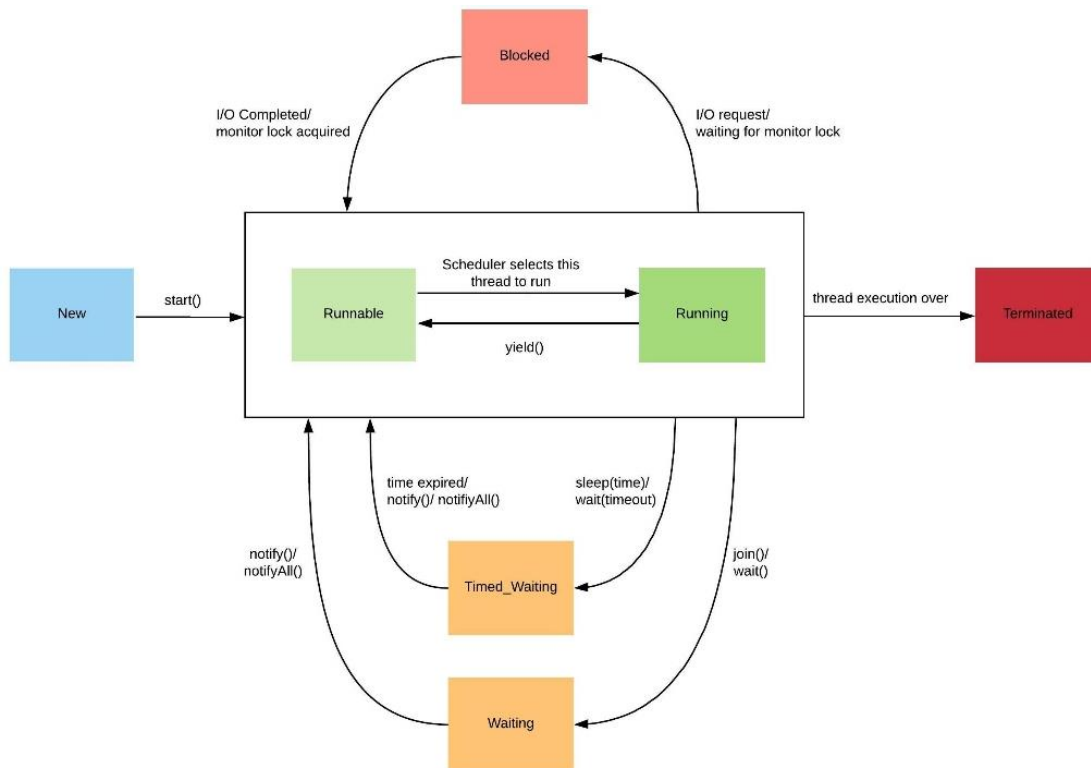 Blocked
I/O Completed/
monitor lock acquired
I/O request/
waiting for monitor lock
New
start()
Runnable
Scheduler selects this
thread to run
yield()
Running
thread execution over
Terminated
time expired/
notify()/ notifiyAll()
sleep(time)/
wait(timeout)
notify()/
notifyAll()
join()/
wait()
Timed_Waiting
Waiting